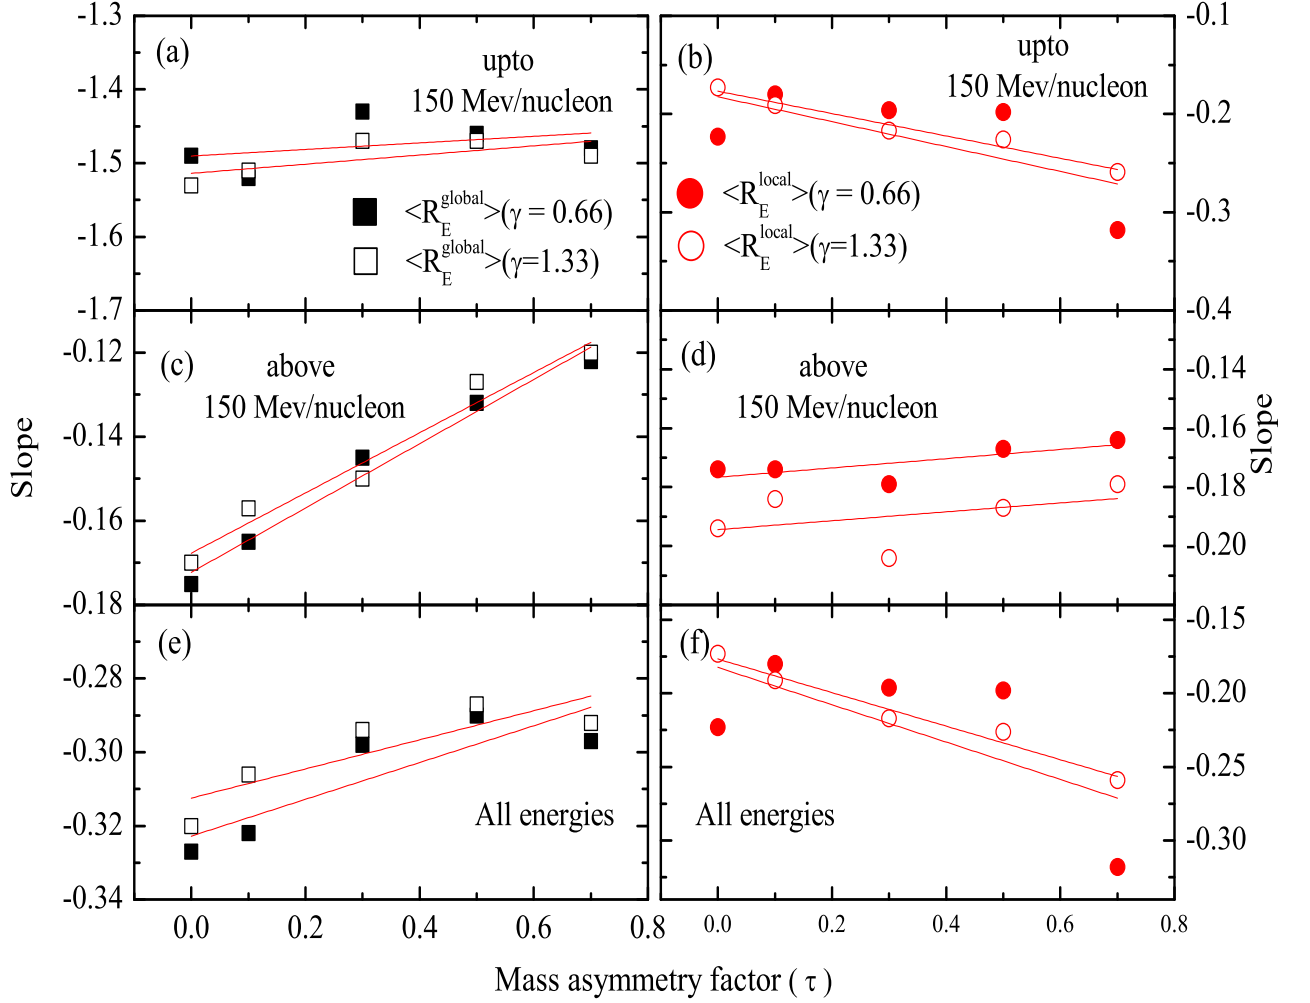 -1.3
-1.4
-1.5
-1.6
-1.7
(a)
upto
150 Mev/nucleon
<R_E^global>(γ = 0.66)
<R_E^global>(γ=1.33)
-0.1
-0.2
-0.3
-0.4
(b)
upto
150 Mev/nucleon
<R_E^local>(γ = 0.66)
<R_E^local>(γ=1.33)
-0.12
-0.14
-0.16
-0.18
(c)
above
150 Mev/nucleon
Slope
-0.14
-0.16
-0.18
-0.20
(d)
above
150 Mev/nucleon
Slope
-0.28
-0.30
-0.32
-0.34
(e)
All energies
-0.15
-0.20
-0.25
-0.30
(f)
All energies
0.0 0.2 0.4 0.6 0.8
0.0 0.2 0.4 0.6 0.8
Mass asymmetry factor ( τ )